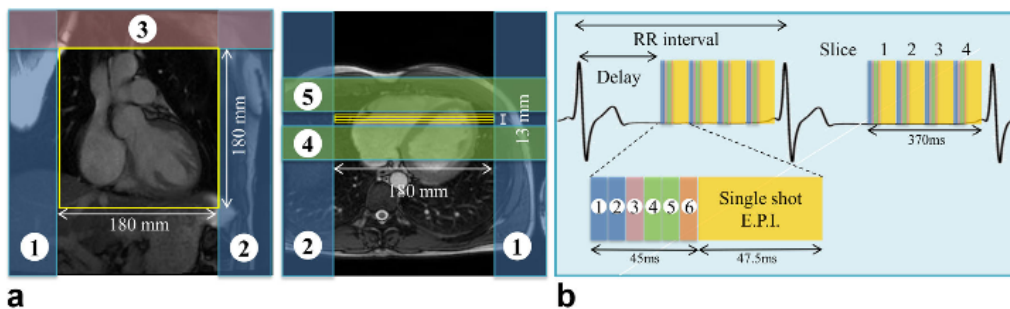 3
180 mm
180 mm
1
2
5
4
13 mm
180 mm
2
1
a
RR interval
Delay
Slice 1 2 3 4
370ms
1 2 3 4 5 6
Single shot
E.P.I.
45ms
47.5ms
b